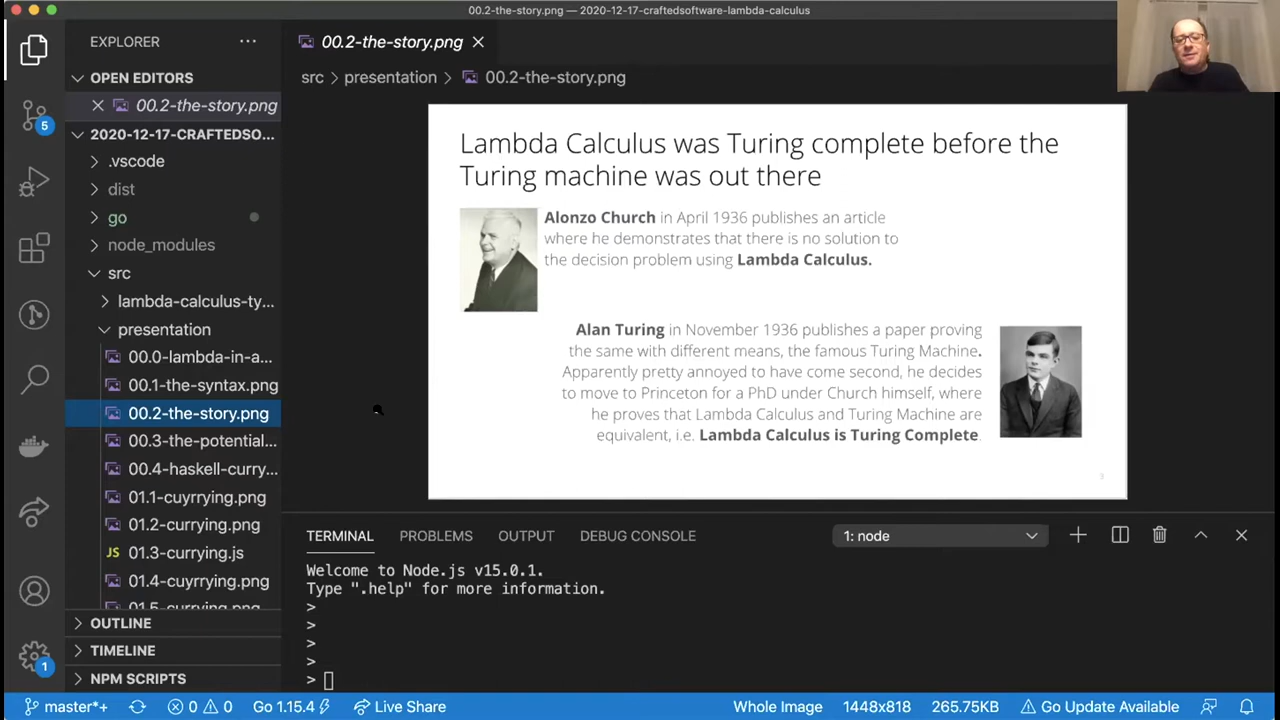 00.2-the-story.png — 2020-12-17-craftedsoftware-lambda-calculus
EXPLORER
00.2-the-story.png
OPEN EDITORS
src > presentation > 00.2-the-story.png
00.2-the-story.png
2020-12-17-CRAFTEDSO...
.vscode
dist
go
node_modules
src
lambda-calculus-ty...
presentation
00.0-lambda-in-a...
00.1-the-syntax.png
00.2-the-story.png
00.3-the-potential...
00.4-haskell-curry...
01.1-cuyrrying.png
01.2-currying.png
JS 01.3-currying.js
01.4-cuyrrying.png
01.5-currying.png
OUTLINE
TIMELINE
NPM SCRIPTS
5
1
Lambda Calculus was Turing complete before the
Turing machine was out there
Alonzo Church in April 1936 publishes an article
where he demonstrates that there is no solution to
the decision problem using Lambda Calculus.
Alan Turing in November 1936 publishes a paper proving
the same with different means, the famous Turing Machine.
Apparently pretty annoyed to have come second, he decides
to move to Princeton for a PhD under Church himself, where
he proves that Lambda Calculus and Turing Machine are
equivalent, i.e. Lambda Calculus is Turing Complete.
TERMINAL PROBLEMS OUTPUT DEBUG CONSOLE 1: node
Welcome to Node.js v15.0.1.
Type ".help" for more information.
>
>
>
>
>
master*+ 0 0 Go 1.15.4 Live Share Whole Image 1448x818 265.75KB Go Update Available